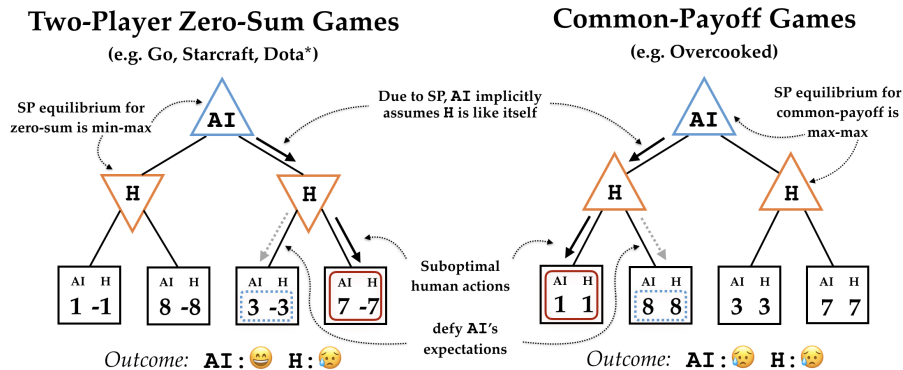 Two-Player Zero-Sum Games
(e.g. Go, Starcraft, Dota*)
SP equilibrium for
zero-sum is min-max
AI
H
H
AI H
1 -1
AI H
8 -8
AI H
3 -3
AI H
7 -7
Outcome: AI:😄 H:😥
Due to SP, AI implicitly
assumes H is like itself
Suboptimal
human actions
defy AI's
expectations
Common-Payoff Games
(e.g. Overcooked)
SP equilibrium for
common-payoff is
max-max
AI
H
H
AI H
1 1
AI H
8 8
AI H
3 3
AI H
7 7
Outcome: AI:😥 H:😥